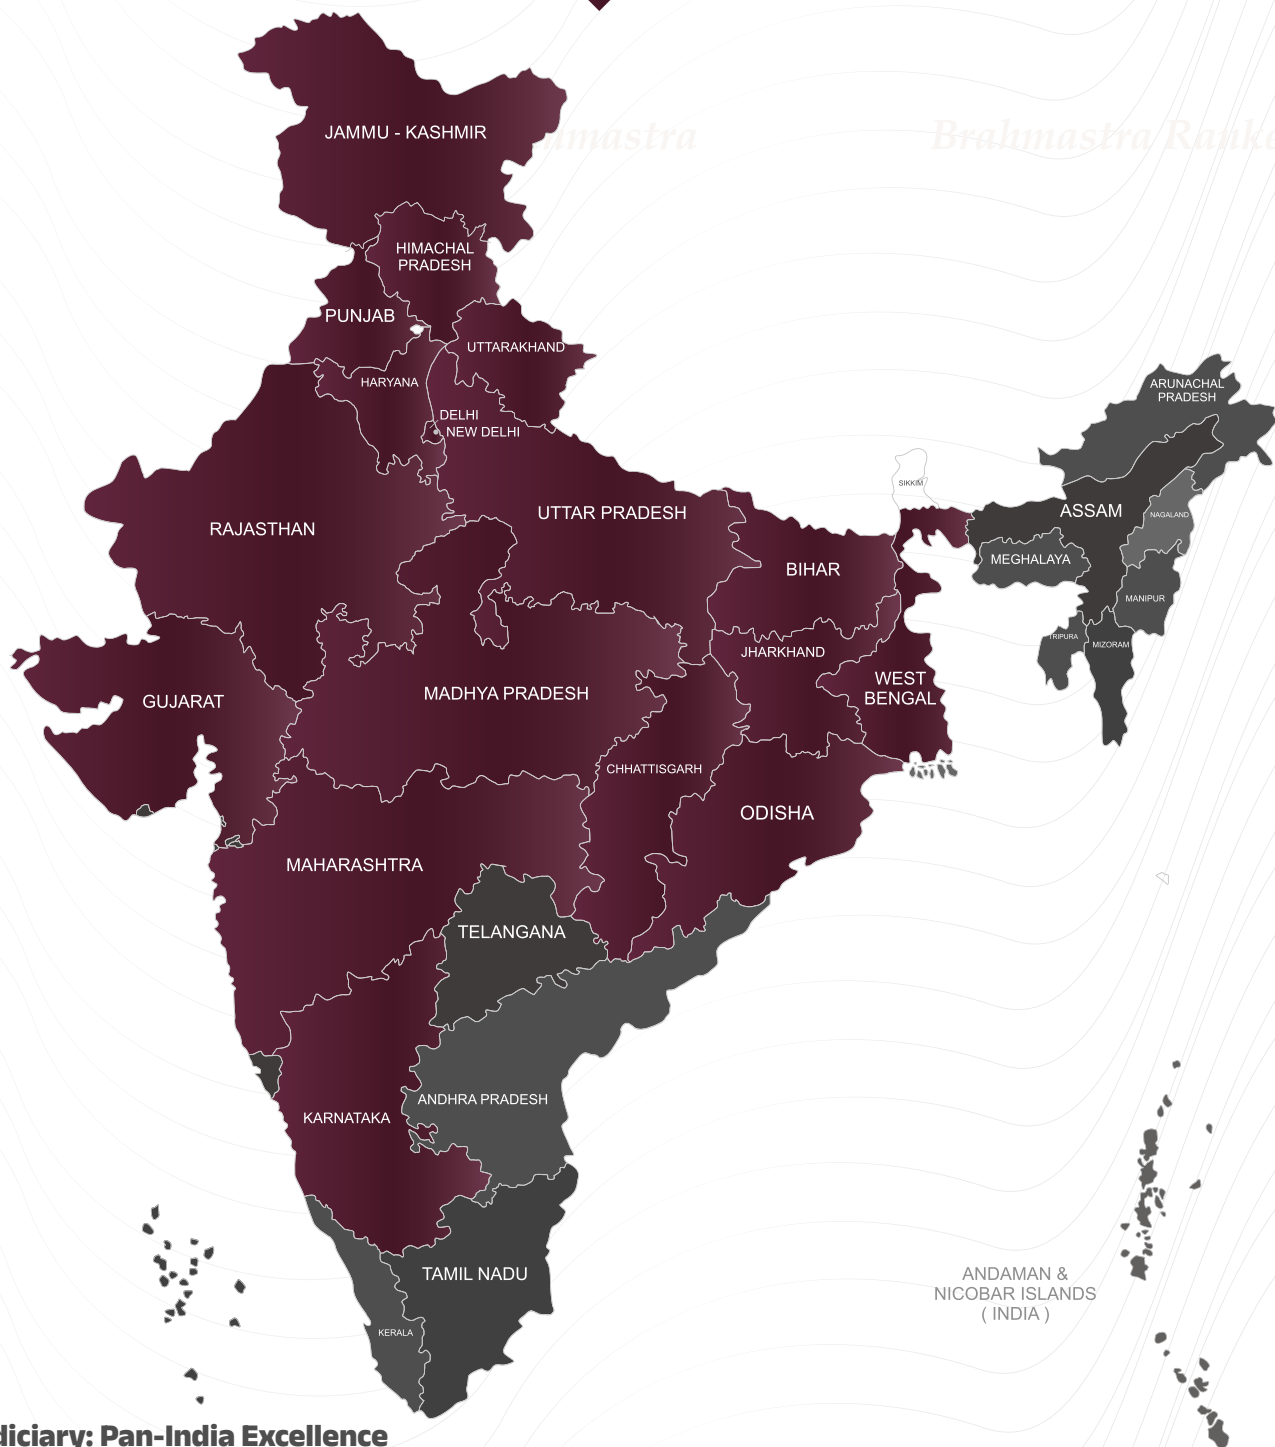 Brahmastra Ranke
JAMMU - KASHMIR
HIMACHAL
PRADESH
PUNJAB
UTTARAKHAND
HARYANA
DELHI
NEW DELHI
ARUNACHAL
PRADESH
SIKKIM
RAJASTHAN
UTTAR PRADESH
ASSAM
NAGALAND
BIHAR
MEGHALAYA
MANIPUR
TRIPURA
MIZORAM
JHARKHAND
GUJARAT
MADHYA PRADESH
WEST
BENGAL
CHHATTISGARH
ODISHA
MAHARASHTRA
TELANGANA
ANDHRA PRADESH
KARNATAKA
TAMIL NADU
ANDAMAN &
NICOBAR ISLANDS
( INDIA )
KERALA
diciary: Pan-India Excellence